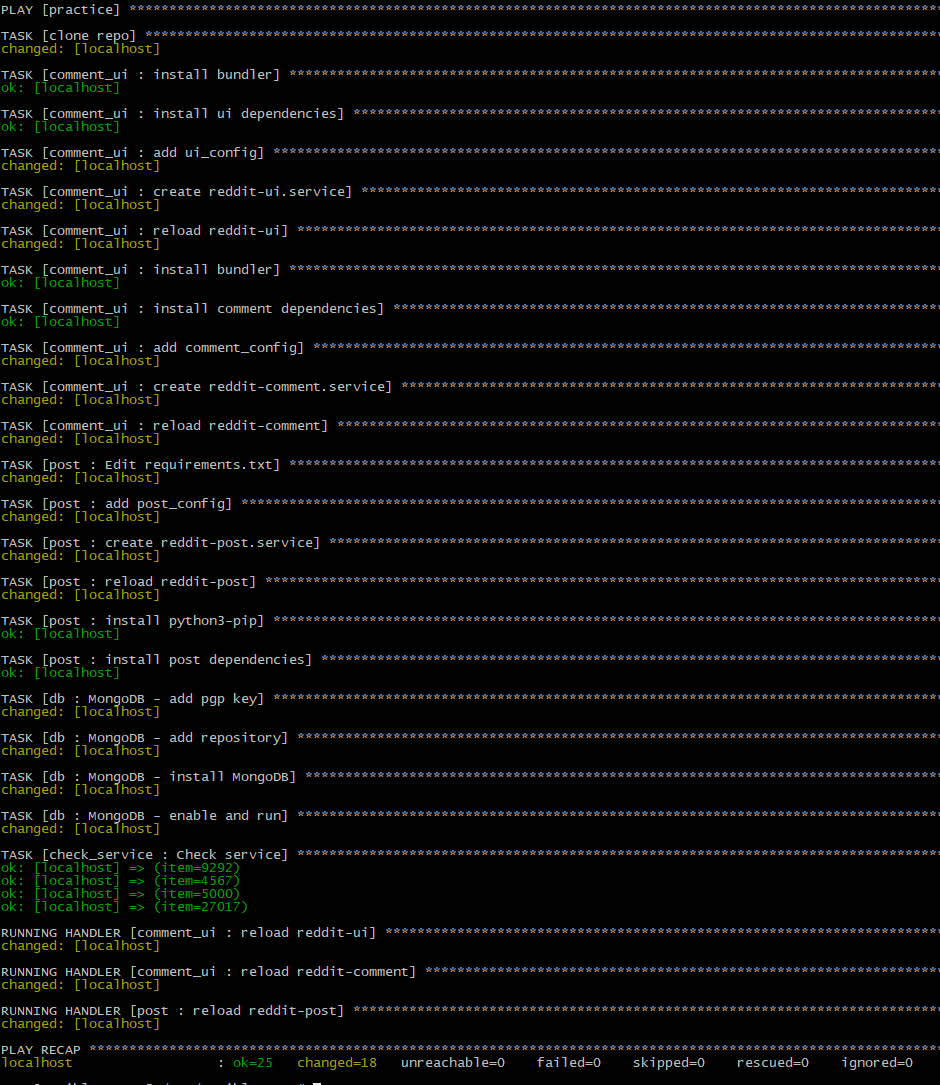 PLAY [practice] ******************************************************************************************************
TASK [clone repo] ****************************************************************************************************
changed: [localhost]
TASK [comment_ui : install bundler] **********************************************************************************
ok: [localhost]
TASK [comment_ui : install ui dependencies] **************************************************************************
ok: [localhost]
TASK [comment_ui : add ui_config] ************************************************************************************
changed: [localhost]
TASK [comment_ui : create reddit-ui.service] *************************************************************************
changed: [localhost]
TASK [comment_ui : reload reddit-ui] *********************************************************************************
changed: [localhost]
TASK [comment_ui : install bundler] **********************************************************************************
ok: [localhost]
TASK [comment_ui : install comment dependencies] *********************************************************************
ok: [localhost]
TASK [comment_ui : add comment_config] *******************************************************************************
changed: [localhost]
TASK [comment_ui : create reddit-comment.service] ********************************************************************
changed: [localhost]
TASK [comment_ui : reload reddit-comment] ****************************************************************************
changed: [localhost]
TASK [post : Edit requirements.txt] **********************************************************************************
changed: [localhost]
TASK [post : add post_config] ****************************************************************************************
changed: [localhost]
TASK [post : create reddit-post.service] *****************************************************************************
changed: [localhost]
TASK [post : reload reddit-post] *************************************************************************************
changed: [localhost]
TASK [post : install python3-pip] ************************************************************************************
ok: [localhost]
TASK [post : install post dependencies] ******************************************************************************
ok: [localhost]
TASK [db : MongoDB - add pgp key] ************************************************************************************
changed: [localhost]
TASK [db : MongoDB - add repository] *********************************************************************************
changed: [localhost]
TASK [db : MongoDB - install MongoDB] ********************************************************************************
changed: [localhost]
TASK [db : MongoDB - enable and run] *********************************************************************************
changed: [localhost]
TASK [check_service : Check service] *********************************************************************************
ok: [localhost] => (item=9292)
ok: [localhost] => (item=4567)
ok: [localhost] => (item=5000)
ok: [localhost] => (item=27017)
RUNNING HANDLER [comment_ui : reload reddit-ui] **********************************************************************
changed: [localhost]
RUNNING HANDLER [comment_ui : reload reddit-comment] *****************************************************************
changed: [localhost]
RUNNING HANDLER [post : reload reddit-post] **************************************************************************
changed: [localhost]
PLAY RECAP ***********************************************************************************************************
localhost                  : ok=25   changed=18   unreachable=0    failed=0    skipped=0    rescued=0    ignored=0